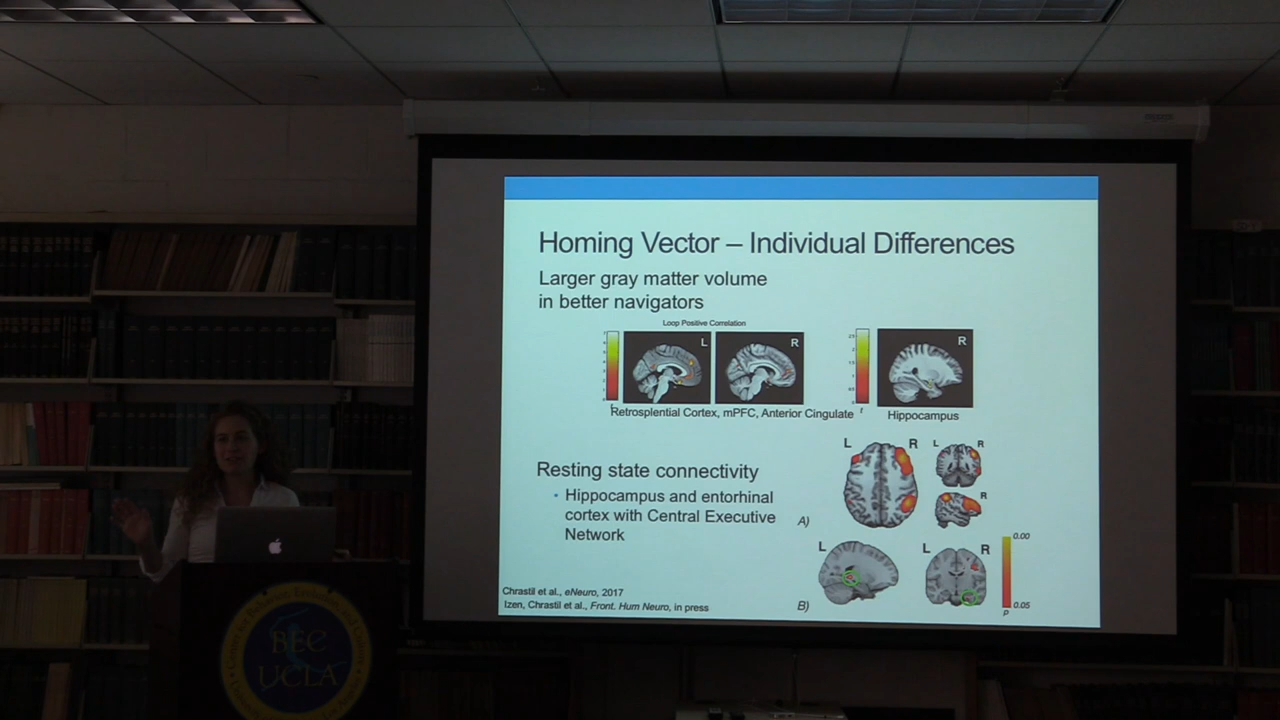 Homing Vector – Individual Differences
Larger gray matter volume
in better navigators
Loop Positive Correlation
L
R
R
Retrosplential Cortex, mPFC, Anterior Cingulate
Hippocampus
L
R
L
R
R
Resting state connectivity
• Hippocampus and entorhinal
cortex with Central Executive
Network
A)
L
L
R
0.00
0.05
p
B)
Chrastil et al., eNeuro, 2017
Izen, Chrastil et al., Front. Hum Neuro, in press
BEC
UCLA